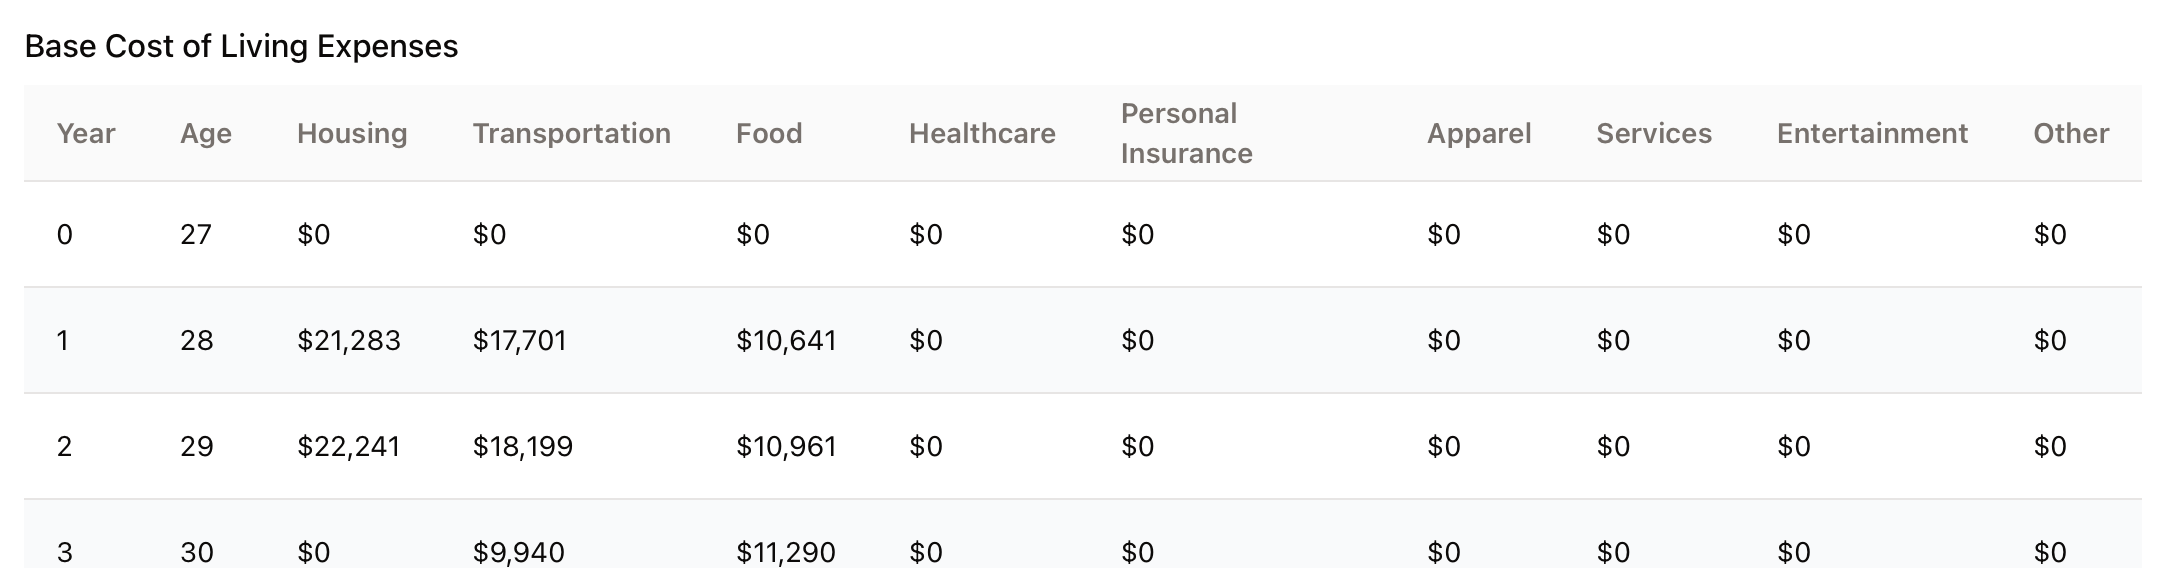 Base Cost of Living Expenses
Year Age Housing Transportation Food Healthcare Personal Insurance Apparel Services Entertainment Other
0 27 $0 $0 $0 $0 $0 $0 $0 $0 $0
1 28 $21,283 $17,701 $10,641 $0 $0 $0 $0 $0 $0
2 29 $22,241 $18,199 $10,961 $0 $0 $0 $0 $0 $0
3 30 $0 $9,940 $11,290 $0 $0 $0 $0 $0 $0